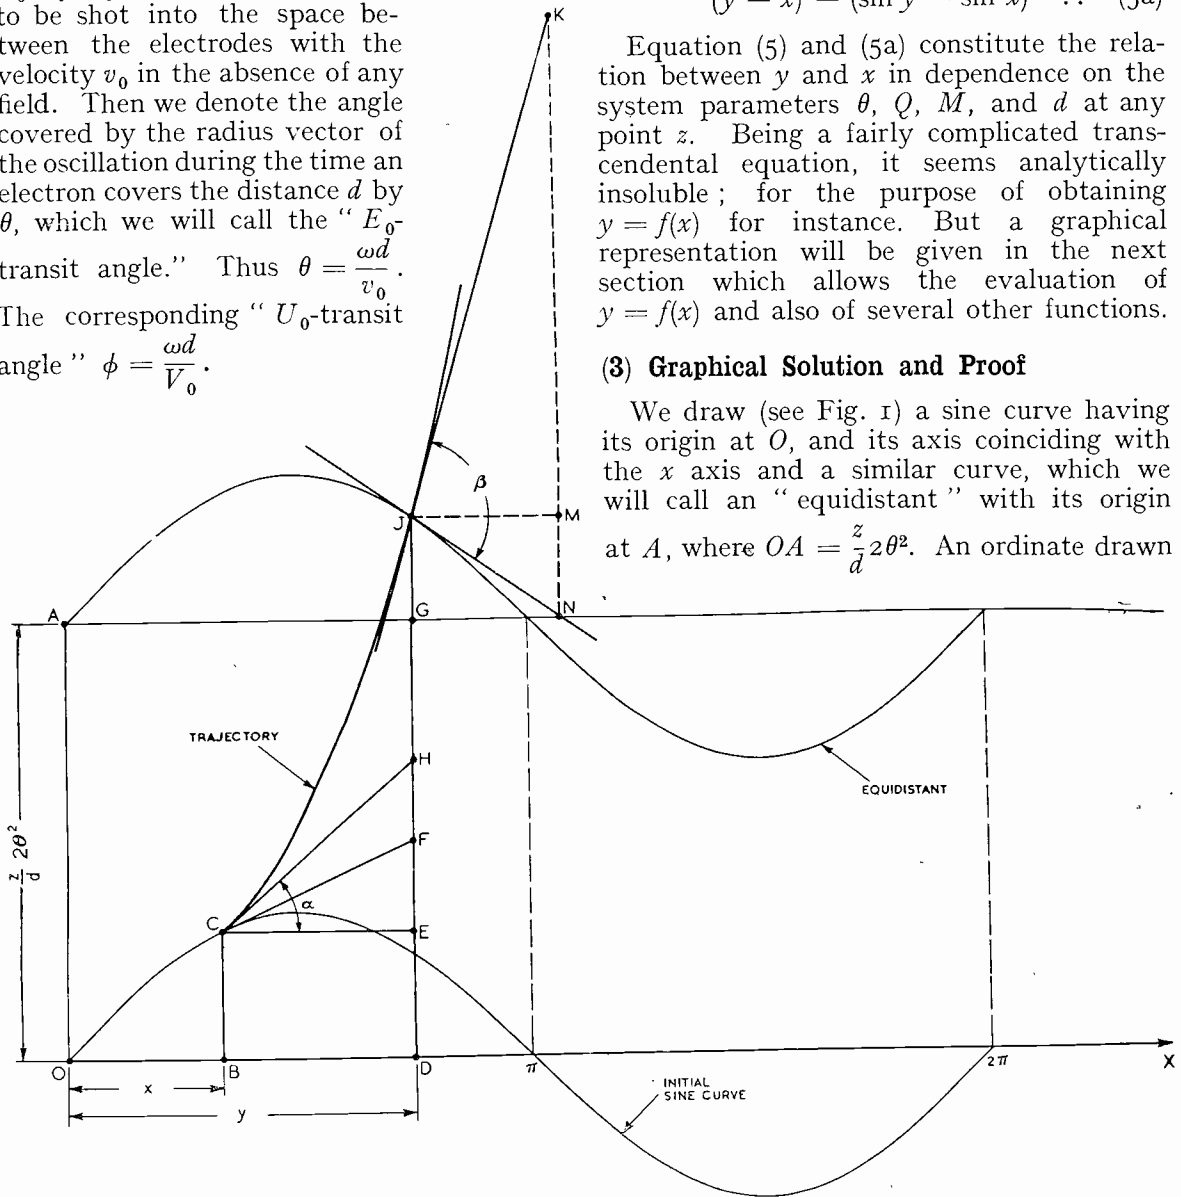 to be shot into the space be-
tween the electrodes with the
velocity v₀ in the absence of any
field. Then we denote the angle
covered by the radius vector of
the oscillation during the time an
electron covers the distance d by
θ, which we will call the “ E₀-
transit angle.” Thus θ = ωd/v₀ .
The corresponding “ U₀-transit
angle ” φ = ωd/V₀ .
Equation (5) and (5a) constitute the rela-
tion between y and x in dependence on the
system parameters θ, Q, M, and d at any
point z. Being a fairly complicated trans-
cendental equation, it seems analytically
insoluble ; for the purpose of obtaining
y = f(x) for instance. But a graphical
representation will be given in the next
section which allows the evaluation of
y = f(x) and also of several other functions.
(3) Graphical Solution and Proof
We draw (see Fig. 1) a sine curve having
its origin at O, and its axis coinciding with
the x axis and a similar curve, which we
will call an “ equidistant ” with its origin
at A, where OA = z/d 2θ². An ordinate drawn
K
β
J
M
A
G
N
TRAJECTORY
H
EQUIDISTANT
F
z/d 2θ²
C
α
E
O
B
D
π
2π
X
x
INITIAL
SINE CURVE
y